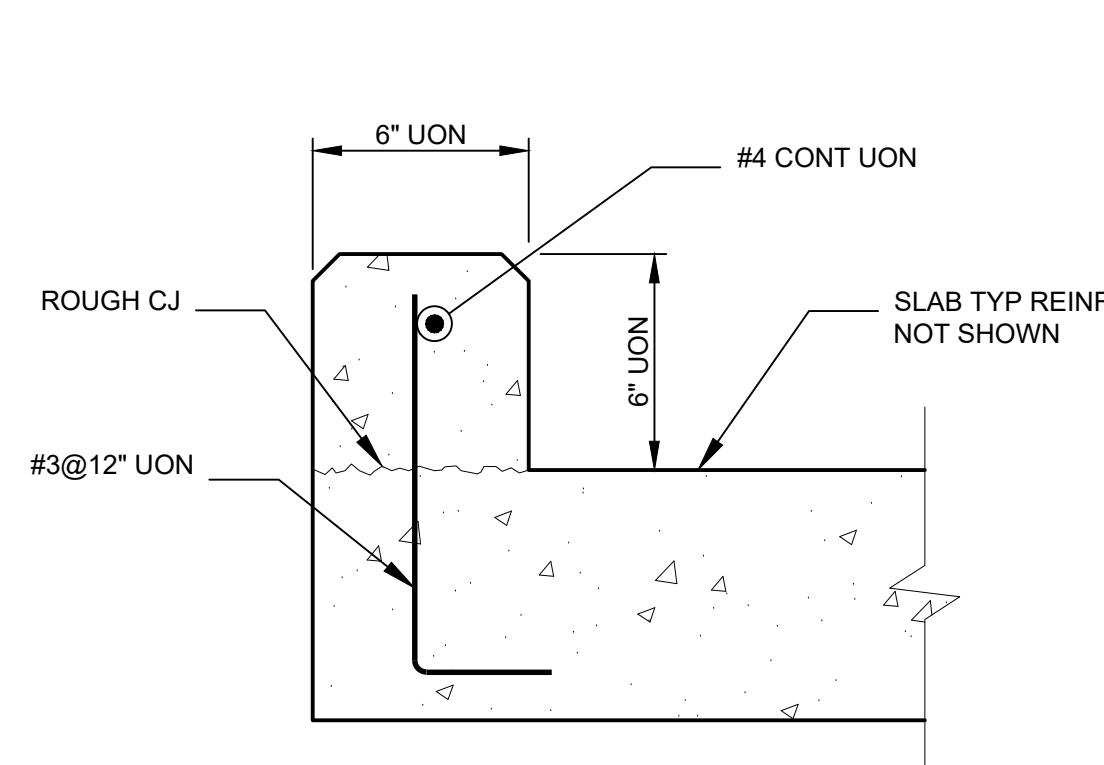 6" UON
#4 CONT UON
ROUGH CJ
SLAB TYP REINF
NOT SHOWN
6" UON
#3@12" UON